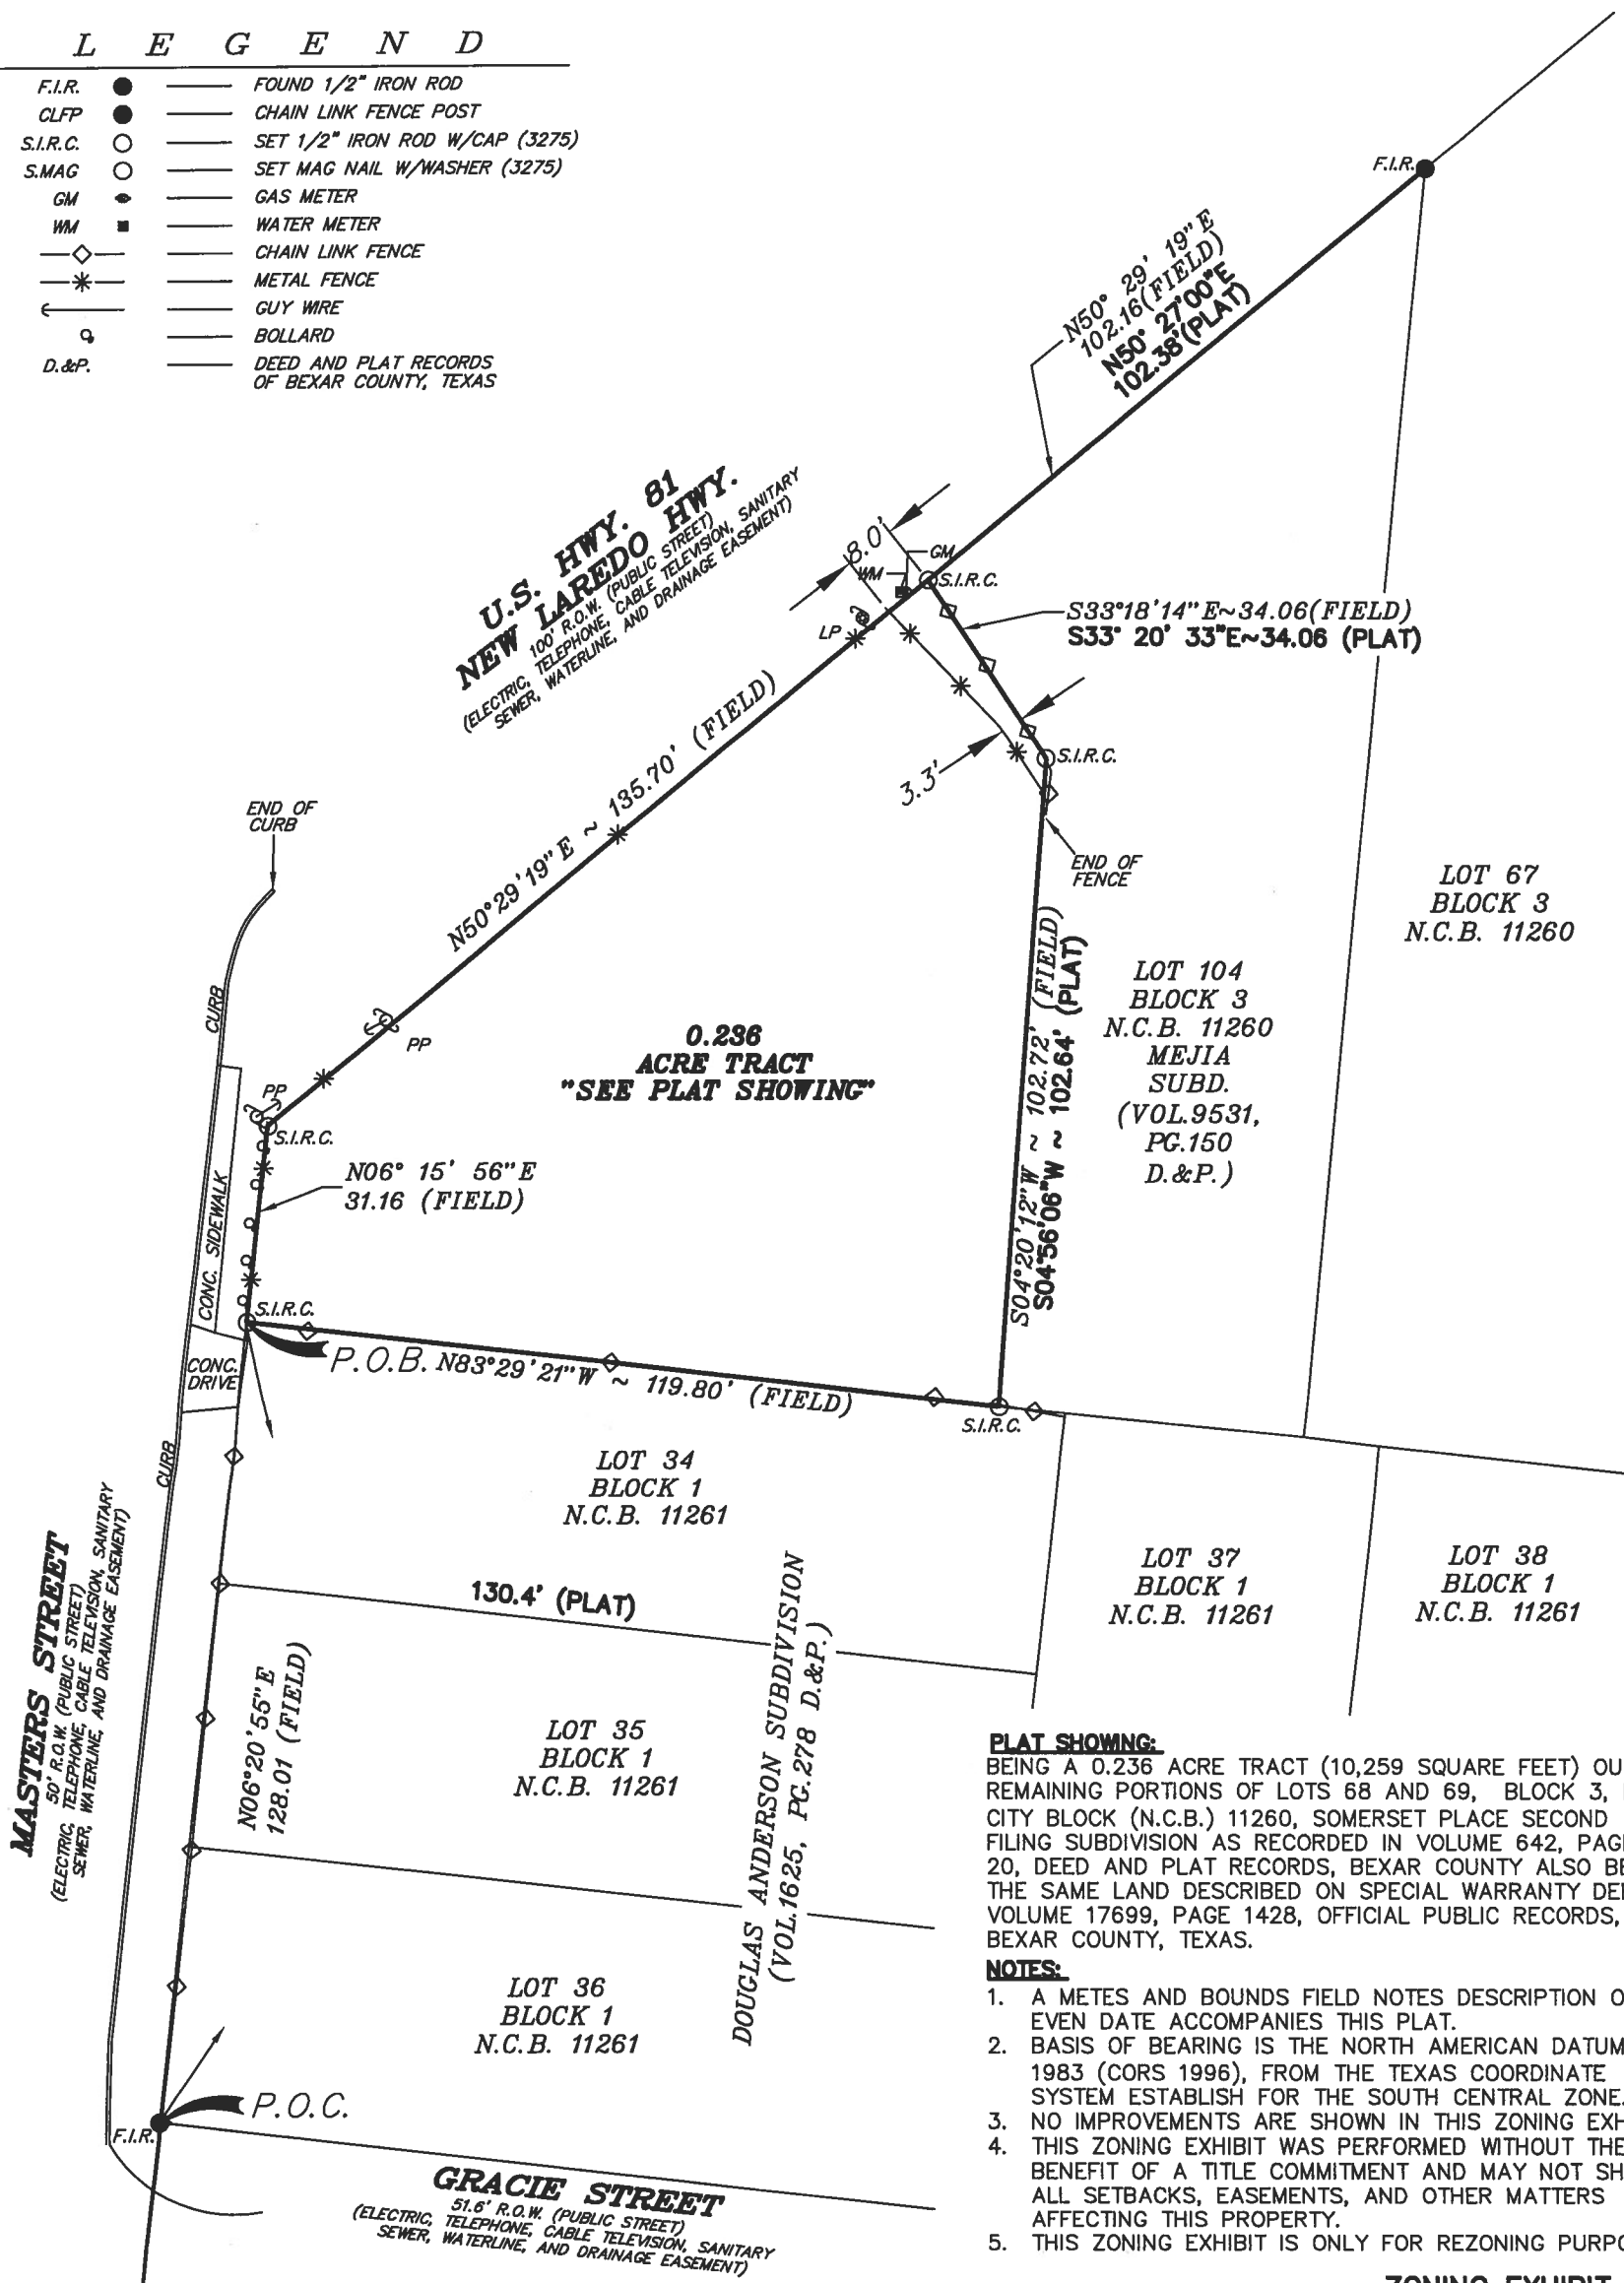 L E G E N D
F.I.R. FOUND 1/2" IRON ROD
CLFP CHAIN LINK FENCE POST
S.I.R.C. SET 1/2" IRON ROD W/CAP (3275)
S.MAG SET MAG NAIL W/WASHER (3275)
GM GAS METER
WM WATER METER
CHAIN LINK FENCE
METAL FENCE
GUY WIRE
BOLLARD
D.&P. DEED AND PLAT RECORDS
OF BEXAR COUNTY, TEXAS
F.I.R.
N50° 29' 19" E
102.16(FIELD)
N50° 27'00"E
102.38'(PLAT)
U.S. HWY. 81
NEW LAREDO HWY.
100' R.O.W. (PUBLIC STREET)
(ELECTRIC, TELEPHONE, CABLE TELEVISION, SANITARY
SEWER, WATERLINE, AND DRAINAGE EASEMENT)
8.0'
GM
WM
S.I.R.C.
LP
S33°18'14"E~34.06(FIELD)
S33° 20' 33"E~34.06 (PLAT)
N50°29'19"E ~ 135.70' (FIELD)
3.3'
S.I.R.C.
END OF
CURB
END OF
FENCE
LOT 67
BLOCK 3
N.C.B. 11260
CURB
PP
0.236
ACRE TRACT
"SEE PLAT SHOWING"
S04°20'12"W ~ 102.72' (FIELD)
S04°56'06"W ~ 102.64' (PLAT)
LOT 104
BLOCK 3
N.C.B. 11260
MEJIA
SUBD.
(VOL.9531,
PG.150
D.&P.)
PP
S.I.R.C.
N06° 15' 56"E
31.16 (FIELD)
CONC. SIDEWALK
S.I.R.C.
CONC.
DRIVE
P.O.B.
N83°29'21"W ~ 119.80' (FIELD)
S.I.R.C.
CURB
LOT 34
BLOCK 1
N.C.B. 11261
LOT 37
BLOCK 1
N.C.B. 11261
LOT 38
BLOCK 1
N.C.B. 11261
130.4' (PLAT)
MASTERS STREET
50' R.O.W. (PUBLIC STREET)
(ELECTRIC, TELEPHONE, CABLE TELEVISION, SANITARY
SEWER, WATERLINE, AND DRAINAGE EASEMENT)
N06°20'55"E
128.01 (FIELD)
LOT 35
BLOCK 1
N.C.B. 11261
DOUGLAS ANDERSON SUBDIVISION
(VOL.1625, PG.278 D.&P.)
LOT 36
BLOCK 1
N.C.B. 11261
P.O.C.
F.I.R.
GRACIE STREET
51.6' R.O.W. (PUBLIC STREET)
(ELECTRIC, TELEPHONE, CABLE TELEVISION, SANITARY
SEWER, WATERLINE, AND DRAINAGE EASEMENT)
PLAT SHOWING:
BEING A 0.236 ACRE TRACT (10,259 SQUARE FEET) OU
REMAINING PORTIONS OF LOTS 68 AND 69, BLOCK 3,
CITY BLOCK (N.C.B.) 11260, SOMERSET PLACE SECOND
FILING SUBDIVISION AS RECORDED IN VOLUME 642, PAG
20, DEED AND PLAT RECORDS, BEXAR COUNTY ALSO BE
THE SAME LAND DESCRIBED ON SPECIAL WARRANTY DE
VOLUME 17699, PAGE 1428, OFFICIAL PUBLIC RECORDS,
BEXAR COUNTY, TEXAS.
NOTES:
1. A METES AND BOUNDS FIELD NOTES DESCRIPTION O
EVEN DATE ACCOMPANIES THIS PLAT.
2. BASIS OF BEARING IS THE NORTH AMERICAN DATUM
1983 (CORS 1996), FROM THE TEXAS COORDINATE
SYSTEM ESTABLISH FOR THE SOUTH CENTRAL ZONE.
3. NO IMPROVEMENTS ARE SHOWN IN THIS ZONING EXH
4. THIS ZONING EXHIBIT WAS PERFORMED WITHOUT THE
BENEFIT OF A TITLE COMMITMENT AND MAY NOT SH
ALL SETBACKS, EASEMENTS, AND OTHER MATTERS
AFFECTING THIS PROPERTY.
5. THIS ZONING EXHIBIT IS ONLY FOR REZONING PURPO
ZONING EXHIBIT